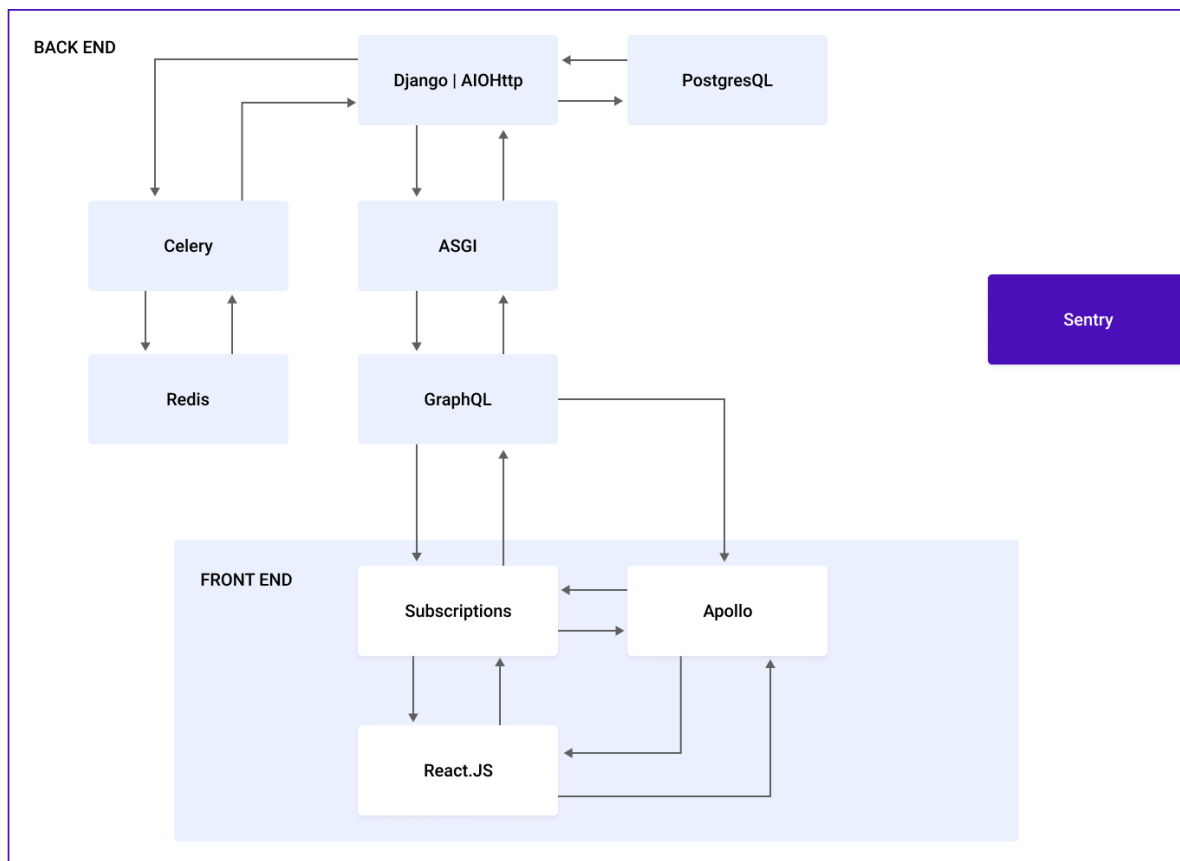 BACK END
Django | AIOHttp
PostgresQL
Celery
ASGI
Sentry
Redis
GraphQL
FRONT END
Subscriptions
Apollo
React.JS